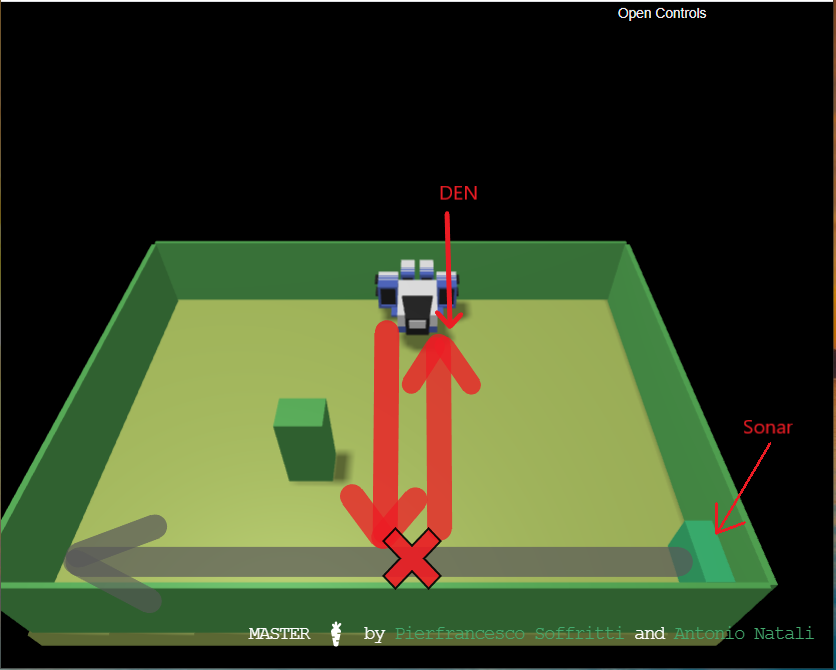 Open Controls
DEN
Sonar
MASTER by Pierfrancesco Soffritti and Antonio Natali